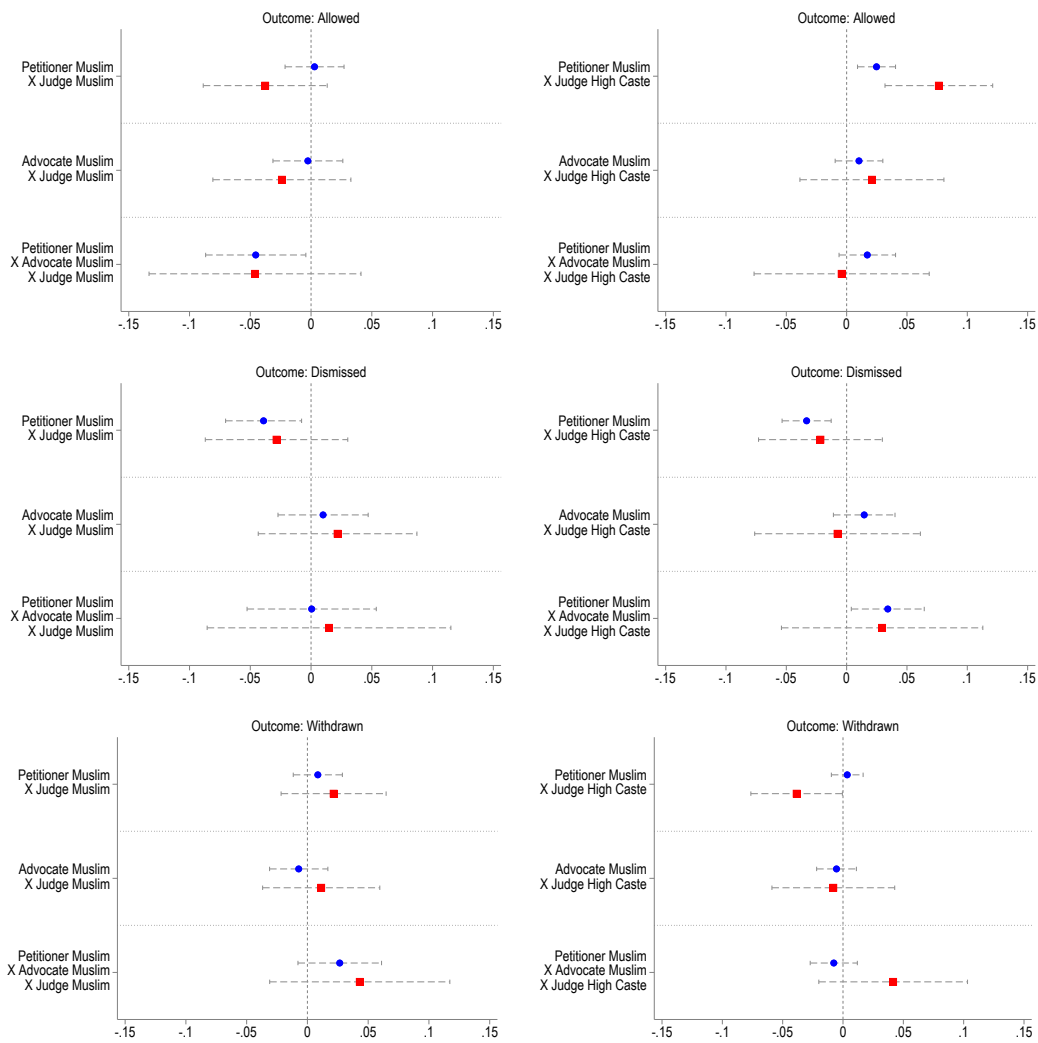 Outcome: Allowed
Petitioner Muslim
X Judge Muslim
Advocate Muslim
X Judge Muslim
Petitioner Muslim
X Advocate Muslim
X Judge Muslim
-.15 -.1 -.05 0 .05 .1 .15
Outcome: Allowed
Petitioner Muslim
X Judge High Caste
Advocate Muslim
X Judge High Caste
Petitioner Muslim
X Advocate Muslim
X Judge High Caste
-.15 -.1 -.05 0 .05 .1 .15
Outcome: Dismissed
Petitioner Muslim
X Judge Muslim
Advocate Muslim
X Judge Muslim
Petitioner Muslim
X Advocate Muslim
X Judge Muslim
-.15 -.1 -.05 0 .05 .1 .15
Outcome: Dismissed
Petitioner Muslim
X Judge High Caste
Advocate Muslim
X Judge High Caste
Petitioner Muslim
X Advocate Muslim
X Judge High Caste
-.15 -.1 -.05 0 .05 .1 .15
Outcome: Withdrawn
Petitioner Muslim
X Judge Muslim
Advocate Muslim
X Judge Muslim
Petitioner Muslim
X Advocate Muslim
X Judge Muslim
-.15 -.1 -.05 0 .05 .1 .15
Outcome: Withdrawn
Petitioner Muslim
X Judge High Caste
Advocate Muslim
X Judge High Caste
Petitioner Muslim
X Advocate Muslim
X Judge High Caste
-.15 -.1 -.05 0 .05 .1 .15